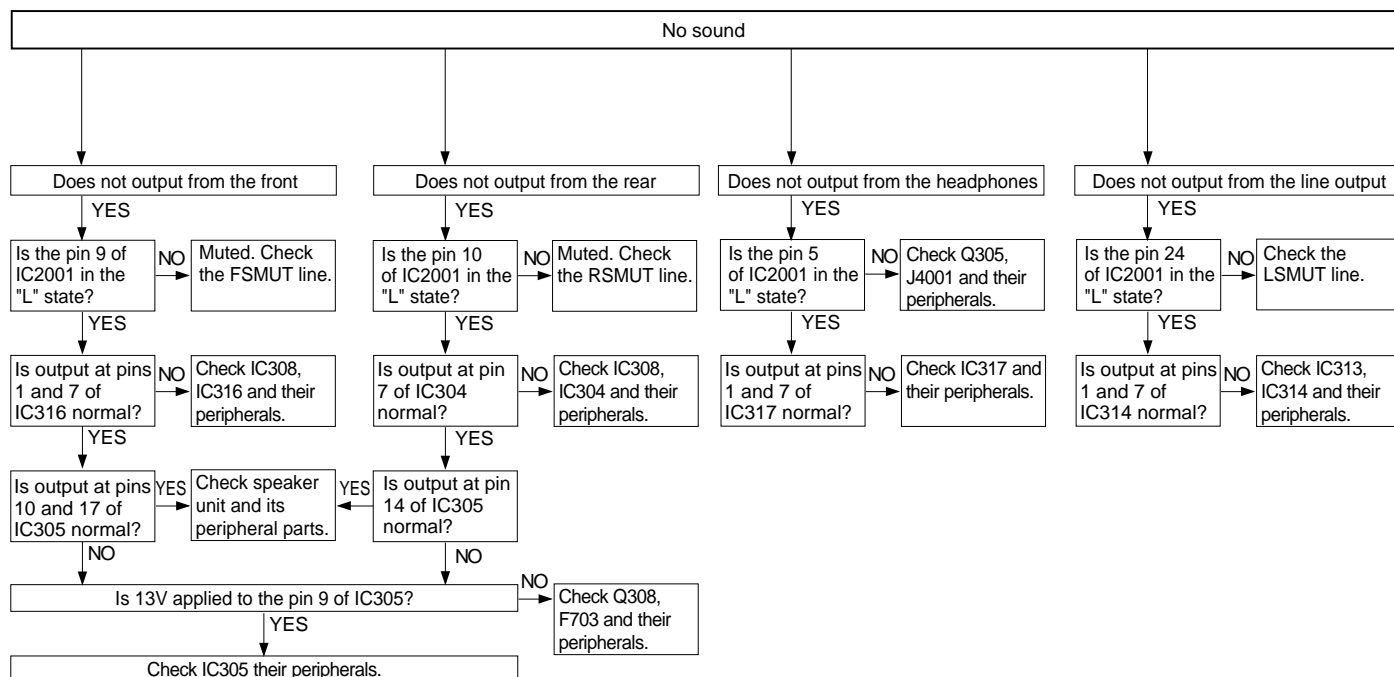 No sound
Does not output from the front
YES
Is the pin 9 of
IC2001 in the
"L" state?
NO
Muted. Check
the FSMUT line.
YES
Is output at pins
1 and 7 of
IC316 normal?
NO
Check IC308,
IC316 and their
peripherals.
YES
Is output at pins
10 and 17 of
IC305 normal?
YES
Check speaker
unit and its
peripheral parts.
NO
Does not output from the rear
YES
Is the pin 10
of IC2001 in the
"L" state?
NO
Muted. Check
the RSMUT line.
YES
Is output at pin
7 of IC304
normal?
NO
Check IC308,
IC304 and their
peripherals.
YES
Is output at pin
14 of IC305
normal?
YES
NO
Is 13V applied to the pin 9 of IC305?
NO
Check Q308,
F703 and their
peripherals.
YES
Check IC305 their peripherals.
Does not output from the headphones
YES
Is the pin 5
of IC2001 in the
"L" state?
NO
Check Q305,
J4001 and their
peripherals.
YES
Is output at pins
1 and 7 of
IC317 normal?
NO
Check IC317 and
their peripherals.
Does not output from the line output
YES
Is the pin 24
of IC2001 in the
"L" state?
NO
Check the
LSMUT line.
YES
Is output at pins
1 and 7 of
IC314 normal?
NO
Check IC313,
IC314 and their
peripherals.